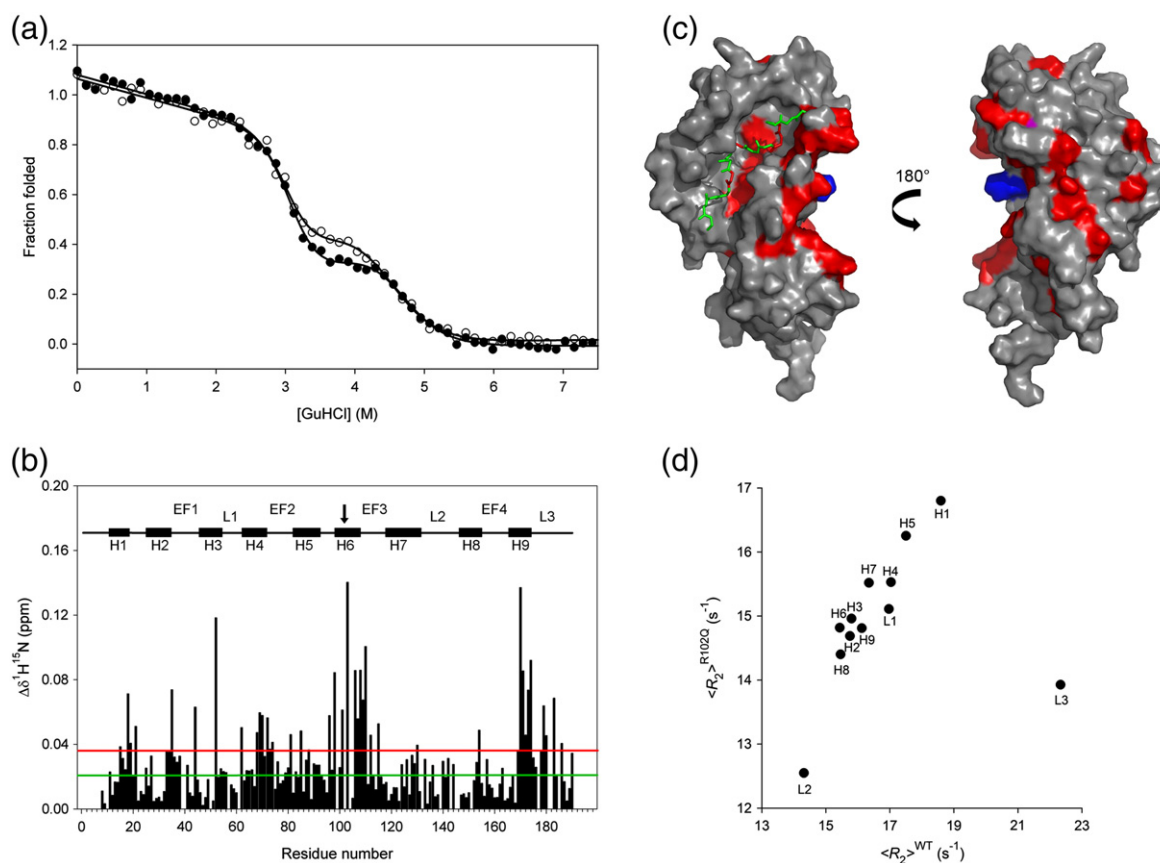 (a)
1.2
1.0
0.8
0.6
0.4
0.2
0.0
Fraction folded
0 1 2 3 4 5 6 7
[GuHCl] (M)
(b)
0.20
0.16
0.12
0.08
0.04
0.00
Δδ¹H¹⁵N (ppm)
EF1 L1 EF2 EF3 L2 EF4 L3
H1 H2 H3 H4 H5 H6 H7 H8 H9
0 20 40 60 80 100 120 140 160 180
Residue number
(c)
180°
(d)
17
16
15
14
13
12
<R₂>ᴿ¹⁰²Q (s⁻¹)
H1
H5
H7 H4
H6 H3 L1
H2 H9
H8
L3
L2
13 15 17 19 21 23
<R₂>ᵂᵀ (s⁻¹)